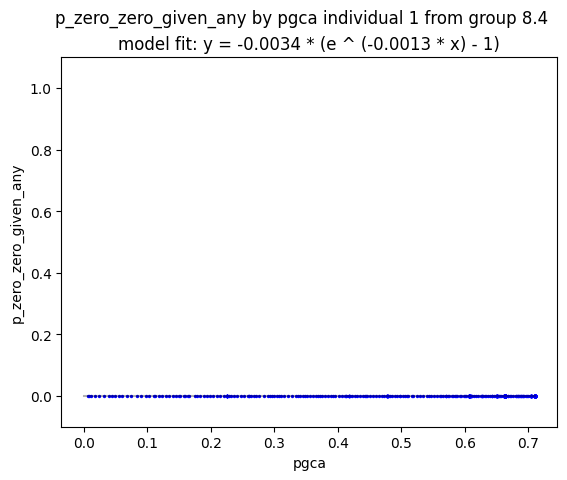 p_zero_zero_given_any by pgca individual 1 from group 8.4
model fit: y = -0.0034 * (e ^ (-0.0013 * x) - 1)
1.0
0.8
0.6
0.4
0.2
0.0
p_zero_zero_given_any
0.0 0.1 0.2 0.3 0.4 0.5 0.6 0.7
pgca